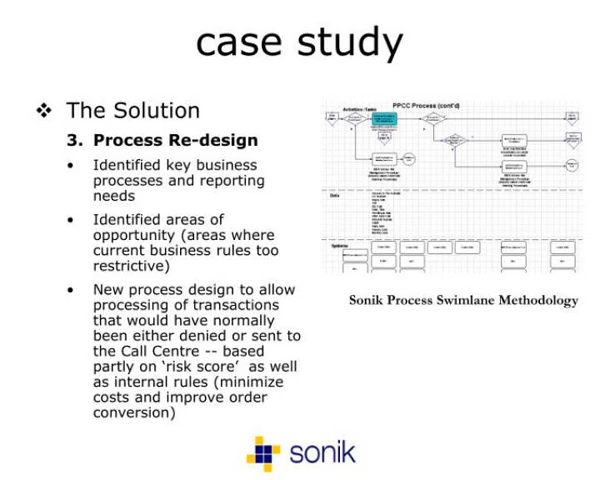 case study
❖ The Solution
3. Process Re-design
• Identified key business
processes and reporting
needs
• Identified areas of
opportunity (areas where
current business rules too
restrictive)
• New process design to allow
processing of transactions
that would have normally
been either denied or sent to
the Call Centre -- based
partly on ‘risk score’ as well
as internal rules (minimize
costs and improve order
conversion)
PPCC Process (cont'd)
Activities /Tasks
Data
Systems
Sonik Process Swimlane Methodology
sonik